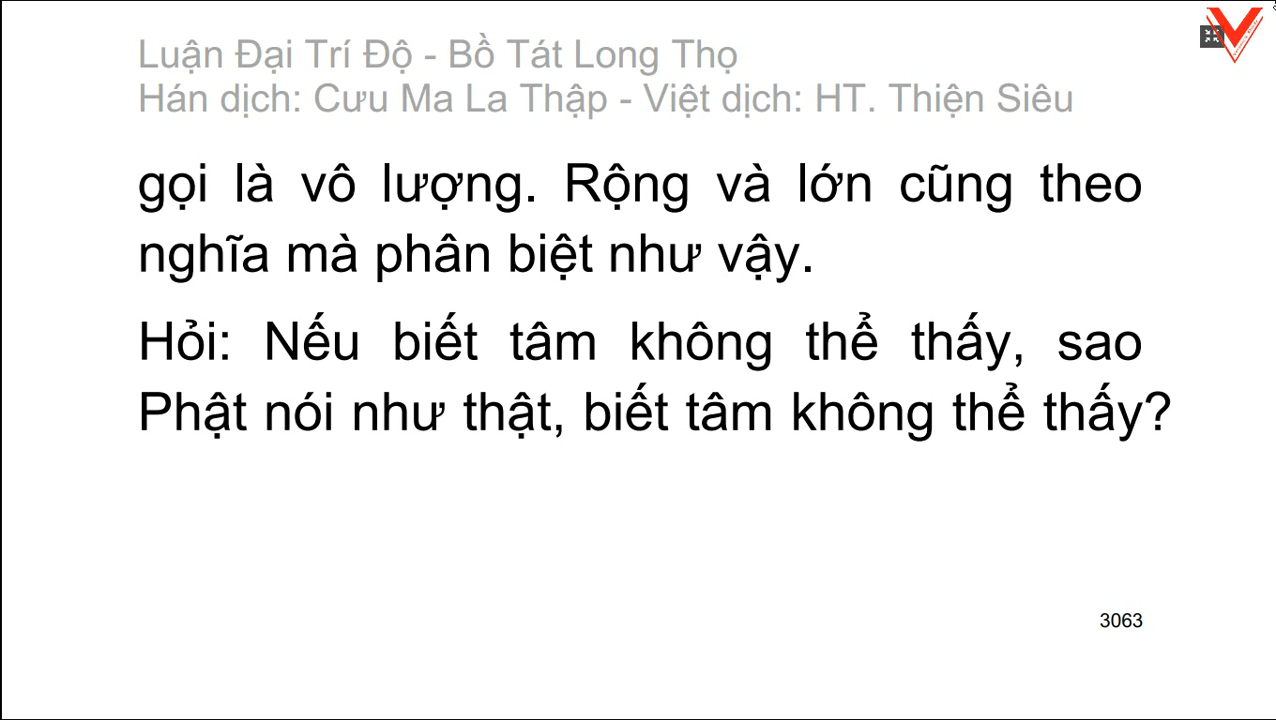 Luận Đại Trí Độ - Bồ Tát Long Thọ
Hán dịch: Cưu Ma La Thập - Việt dịch: HT. Thiện Siêu
gọi là vô lượng. Rộng và lớn cũng theo
nghĩa mà phân biệt như vậy.
Hỏi: Nếu biết tâm không thể thấy, sao
Phật nói như thật, biết tâm không thể thấy?
3063